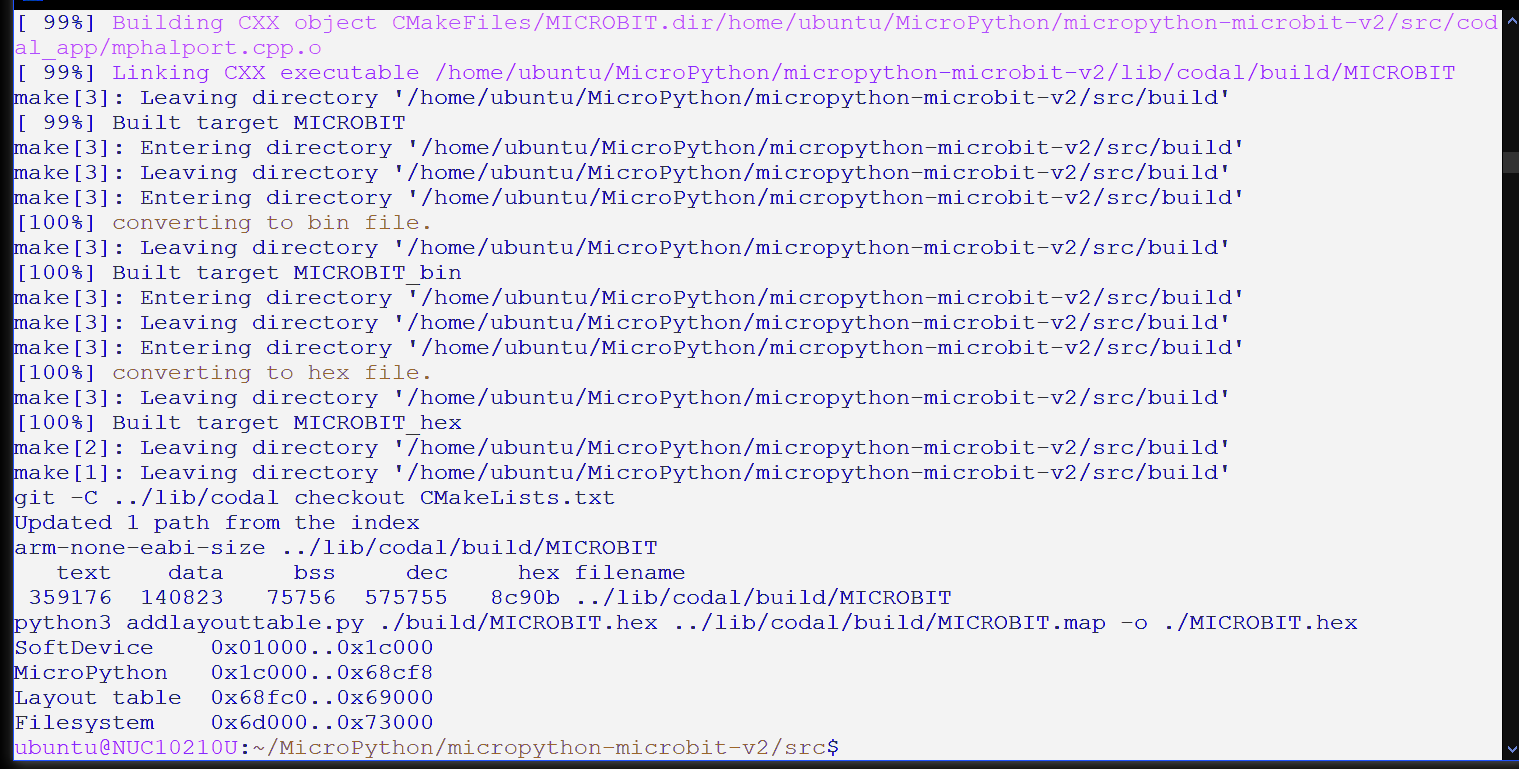 [ 99%] Building CXX object CMakeFiles/MICROBIT.dir/home/ubuntu/MicroPython/micropython-microbit-v2/src/cod
al_app/mphalport.cpp.o
[ 99%] Linking CXX executable /home/ubuntu/MicroPython/micropython-microbit-v2/lib/codal/build/MICROBIT
make[3]: Leaving directory '/home/ubuntu/MicroPython/micropython-microbit-v2/src/build'
[ 99%] Built target MICROBIT
make[3]: Entering directory '/home/ubuntu/MicroPython/micropython-microbit-v2/src/build'
make[3]: Leaving directory '/home/ubuntu/MicroPython/micropython-microbit-v2/src/build'
make[3]: Entering directory '/home/ubuntu/MicroPython/micropython-microbit-v2/src/build'
[100%] converting to bin file.
make[3]: Leaving directory '/home/ubuntu/MicroPython/micropython-microbit-v2/src/build'
[100%] Built target MICROBIT_bin
make[3]: Entering directory '/home/ubuntu/MicroPython/micropython-microbit-v2/src/build'
make[3]: Leaving directory '/home/ubuntu/MicroPython/micropython-microbit-v2/src/build'
make[3]: Entering directory '/home/ubuntu/MicroPython/micropython-microbit-v2/src/build'
[100%] converting to hex file.
make[3]: Leaving directory '/home/ubuntu/MicroPython/micropython-microbit-v2/src/build'
[100%] Built target MICROBIT_hex
make[2]: Leaving directory '/home/ubuntu/MicroPython/micropython-microbit-v2/src/build'
make[1]: Leaving directory '/home/ubuntu/MicroPython/micropython-microbit-v2/src/build'
git -C ../lib/codal checkout CMakeLists.txt
Updated 1 path from the index
arm-none-eabi-size ../lib/codal/build/MICROBIT
   text    data     bss     dec     hex filename
 359176  140823   75756  575755   8c90b ../lib/codal/build/MICROBIT
python3 addlayouttable.py ./build/MICROBIT.hex ../lib/codal/build/MICROBIT.map -o ./MICROBIT.hex
SoftDevice    0x01000..0x1c000
MicroPython   0x1c000..0x68cf8
Layout table  0x68fc0..0x69000
Filesystem    0x6d000..0x73000
ubuntu@NUC10210U:~/MicroPython/micropython-microbit-v2/src$